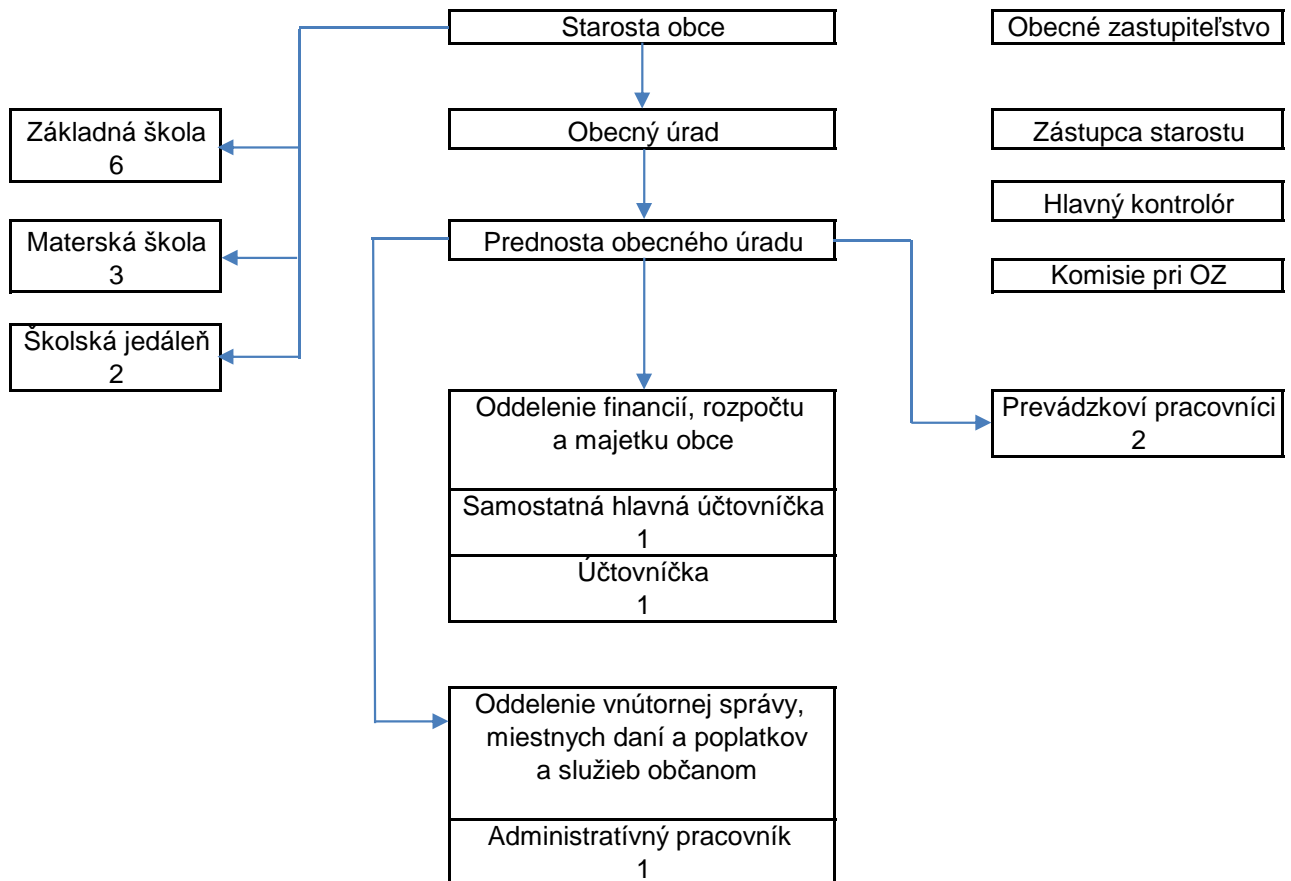 Starosta obce
Obecné zastupiteľstvo
Základná škola
6
Obecný úrad
Zástupca starostu
Hlavný kontrolór
Materská škola
3
Prednosta obecného úradu
Komisie pri OZ
Školská jedáleň
2
Oddelenie financií, rozpočtu
a majetku obce
Prevádzkoví pracovníci
2
Samostatná hlavná účtovníčka
1
Účtovníčka
1
Oddelenie vnútornej správy,
miestnych daní a poplatkov
a služieb občanom
Administratívný pracovník
1